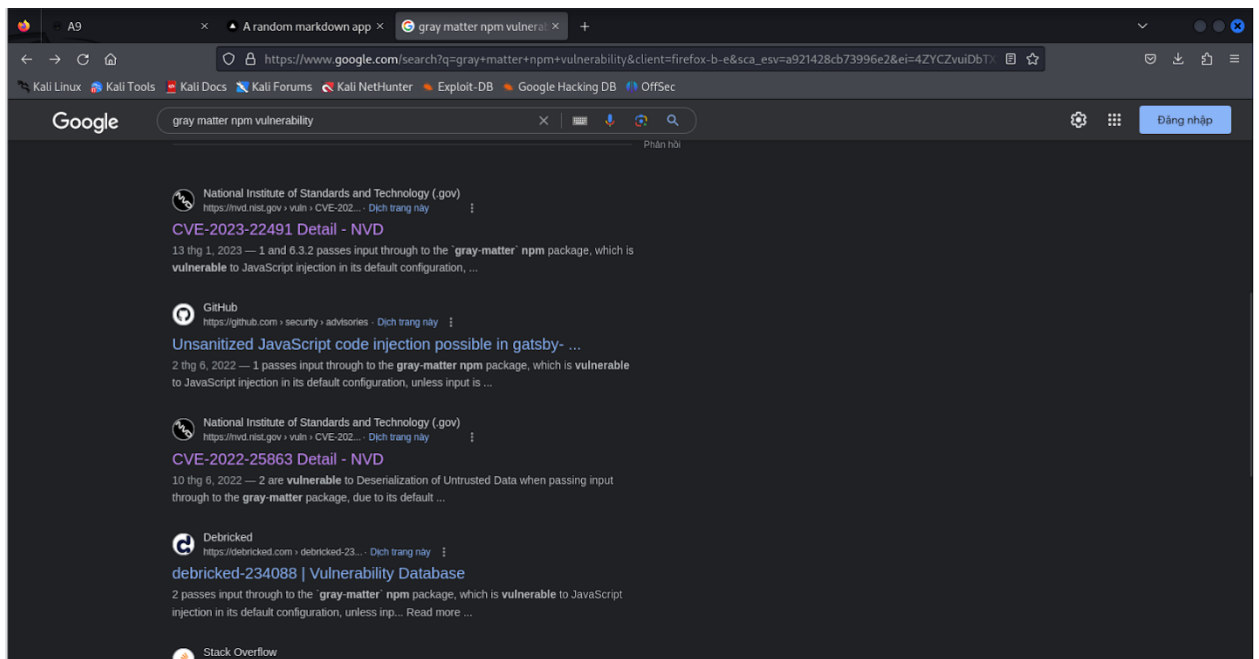 A9
A random markdown app
gray matter npm vulnera
https://www.google.com/search?q=gray+matter+npm+vulnerability&client=firefox-b-e&sca_esv=a921428cb73996e2&ei=4ZYCZvuiDbTX
Kali Linux Kali Tools Kali Docs Kali Forums Kali NetHunter Exploit-DB Google Hacking DB OffSec
Google
gray matter npm vulnerability
Đăng nhập
Phản hồi
National Institute of Standards and Technology (.gov)
https://nvd.nist.gov › vuln › CVE-202... · Dịch trang này
CVE-2023-22491 Detail - NVD
13 thg 1, 2023 — 1 and 6.3.2 passes input through to the `gray-matter` npm package, which is
vulnerable to JavaScript injection in its default configuration, ...
GitHub
https://github.com › security › advisories · Dịch trang này
Unsanitized JavaScript code injection possible in gatsby- ...
2 thg 6, 2022 — 1 passes input through to the gray-matter npm package, which is vulnerable
to JavaScript injection in its default configuration, unless input is ...
National Institute of Standards and Technology (.gov)
https://nvd.nist.gov › vuln › CVE-202... · Dịch trang này
CVE-2022-25863 Detail - NVD
10 thg 6, 2022 — 2 are vulnerable to Deserialization of Untrusted Data when passing input
through to the gray-matter package, due to its default ...
Debricked
https://debricked.com › debricked-23... · Dịch trang này
debricked-234088 | Vulnerability Database
2 passes input through to the `gray-matter` npm package, which is vulnerable to JavaScript
injection in its default configuration, unless inp... Read more ...
Stack Overflow